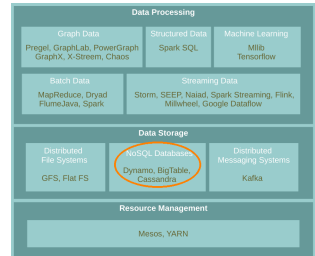 Data Processing
Graph Data
Pregel, GraphLab, PowerGraph
GraphX, X-Streem, Chaos
Structured Data
Spark SQL
Machine Learning
Mllib
Tensorflow
Batch Data
MapReduce, Dryad
FlumeJava, Spark
Streaming Data
Storm, SEEP, Naiad, Spark Streaming, Flink,
Millwheel, Google Dataflow
Data Storage
Distributed
File Systems
GFS, Flat FS
NoSQL Databases
Dynamo, BigTable,
Cassandra
Distributed
Messaging Systems
Kafka
Resource Management
Mesos, YARN